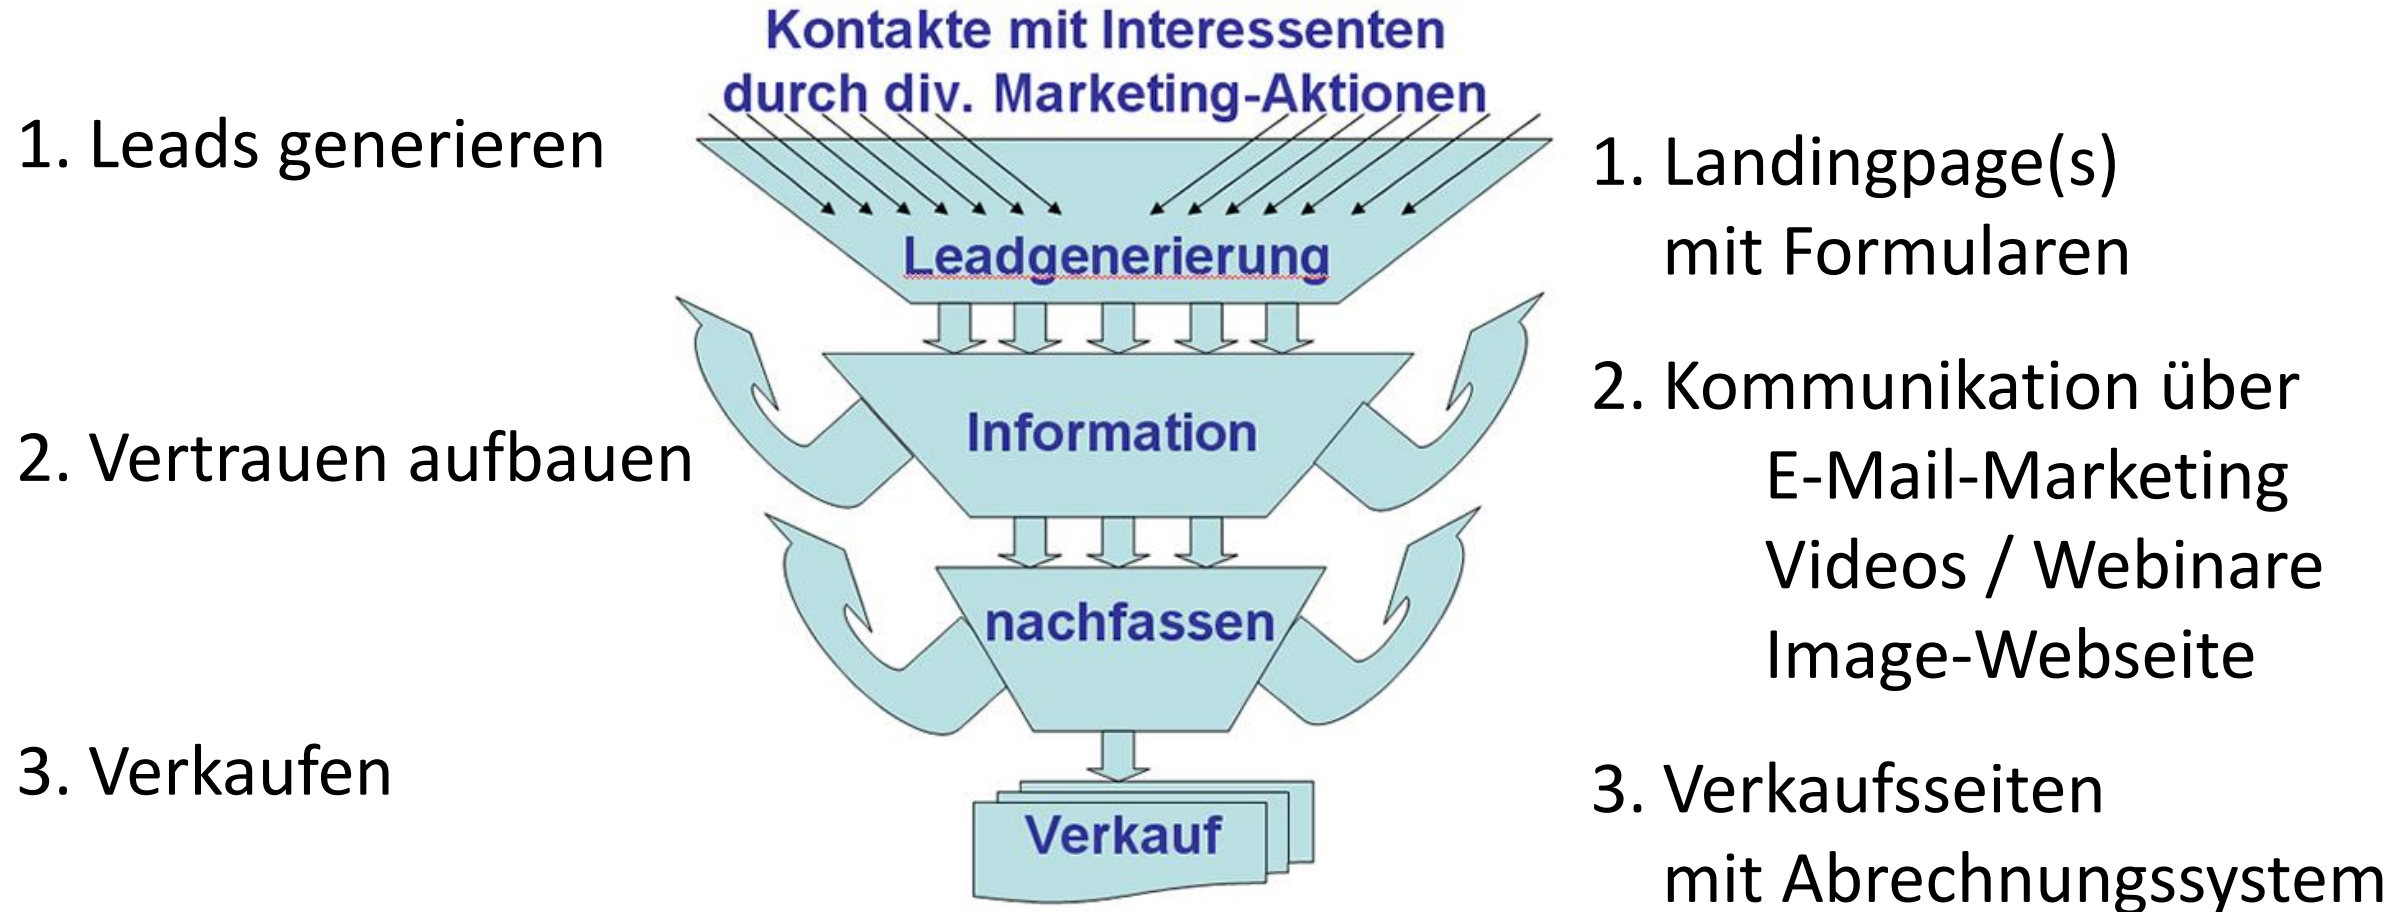 Kontakte mit Interessenten
durch div. Marketing-Aktionen
1. Leads generieren
2. Vertrauen aufbauen
3. Verkaufen
Leadgenerierung
Information
nachfassen
Verkauf
1. Landingpage(s)
mit Formularen
2. Kommunikation über
E-Mail-Marketing
Videos / Webinare
Image-Webseite
3. Verkaufsseiten
mit Abrechnungssystem